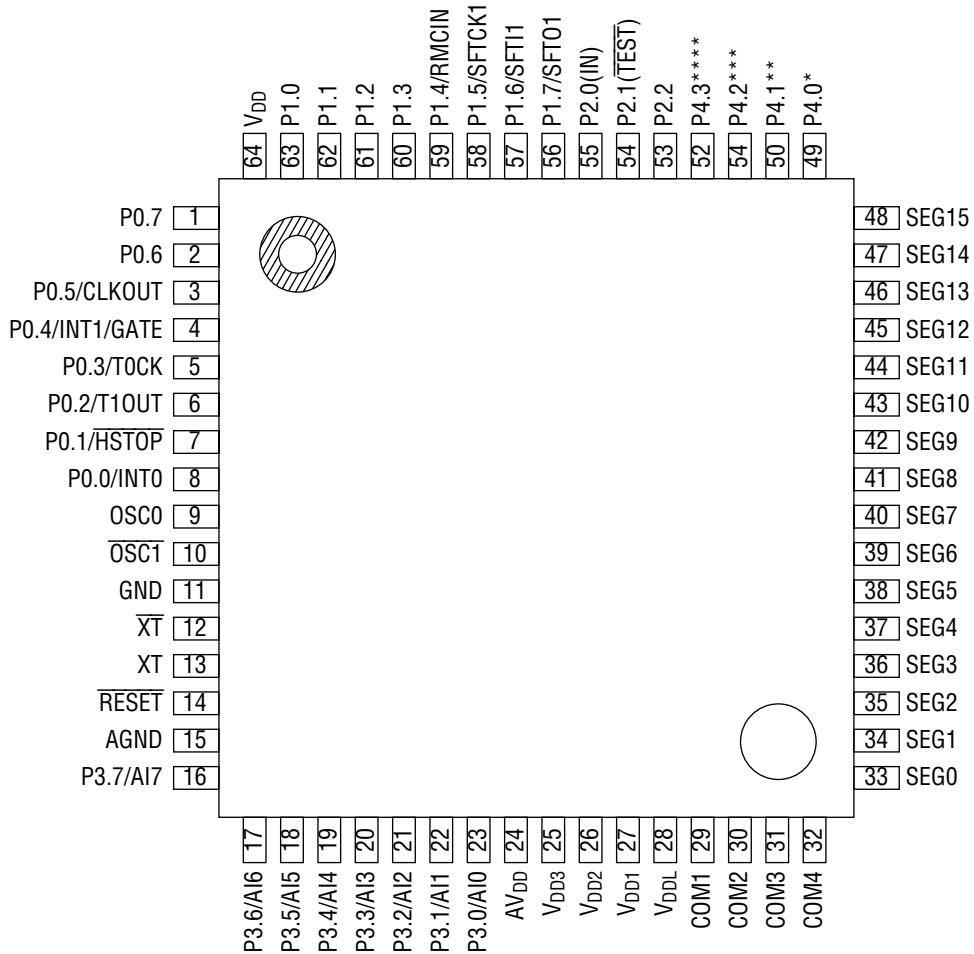 VDD
P1.0
P1.1
P1.2
P1.3
P1.4/RMCIN
P1.5/SFTCK1
P1.6/SFTI1
P1.7/SFTO1
P2.0(IN)
P2.1(TEST)
P2.2
P4.3****
P4.2***
P4.1**
P4.0*
64 63 62 61 60 59 58 57 56 55 54 53 52 54 50 49
P0.7 1
P0.6 2
P0.5/CLKOUT 3
P0.4/INT1/GATE 4
P0.3/T0CK 5
P0.2/T1OUT 6
P0.1/HSTOP 7
P0.0/INT0 8
OSC0 9
OSC1 10
GND 11
XT 12
XT 13
RESET 14
AGND 15
P3.7/AI7 16
48 SEG15
47 SEG14
46 SEG13
45 SEG12
44 SEG11
43 SEG10
42 SEG9
41 SEG8
40 SEG7
39 SEG6
38 SEG5
37 SEG4
36 SEG3
35 SEG2
34 SEG1
33 SEG0
17 18 19 20 21 22 23 24 25 26 27 28 29 30 31 32
P3.6/AI6
P3.5/AI5
P3.4/AI4
P3.3/AI3
P3.2/AI2
P3.1/AI1
P3.0/AI0
AVDD
VDD3
VDD2
VDD1
VDDL
COM1
COM2
COM3
COM4